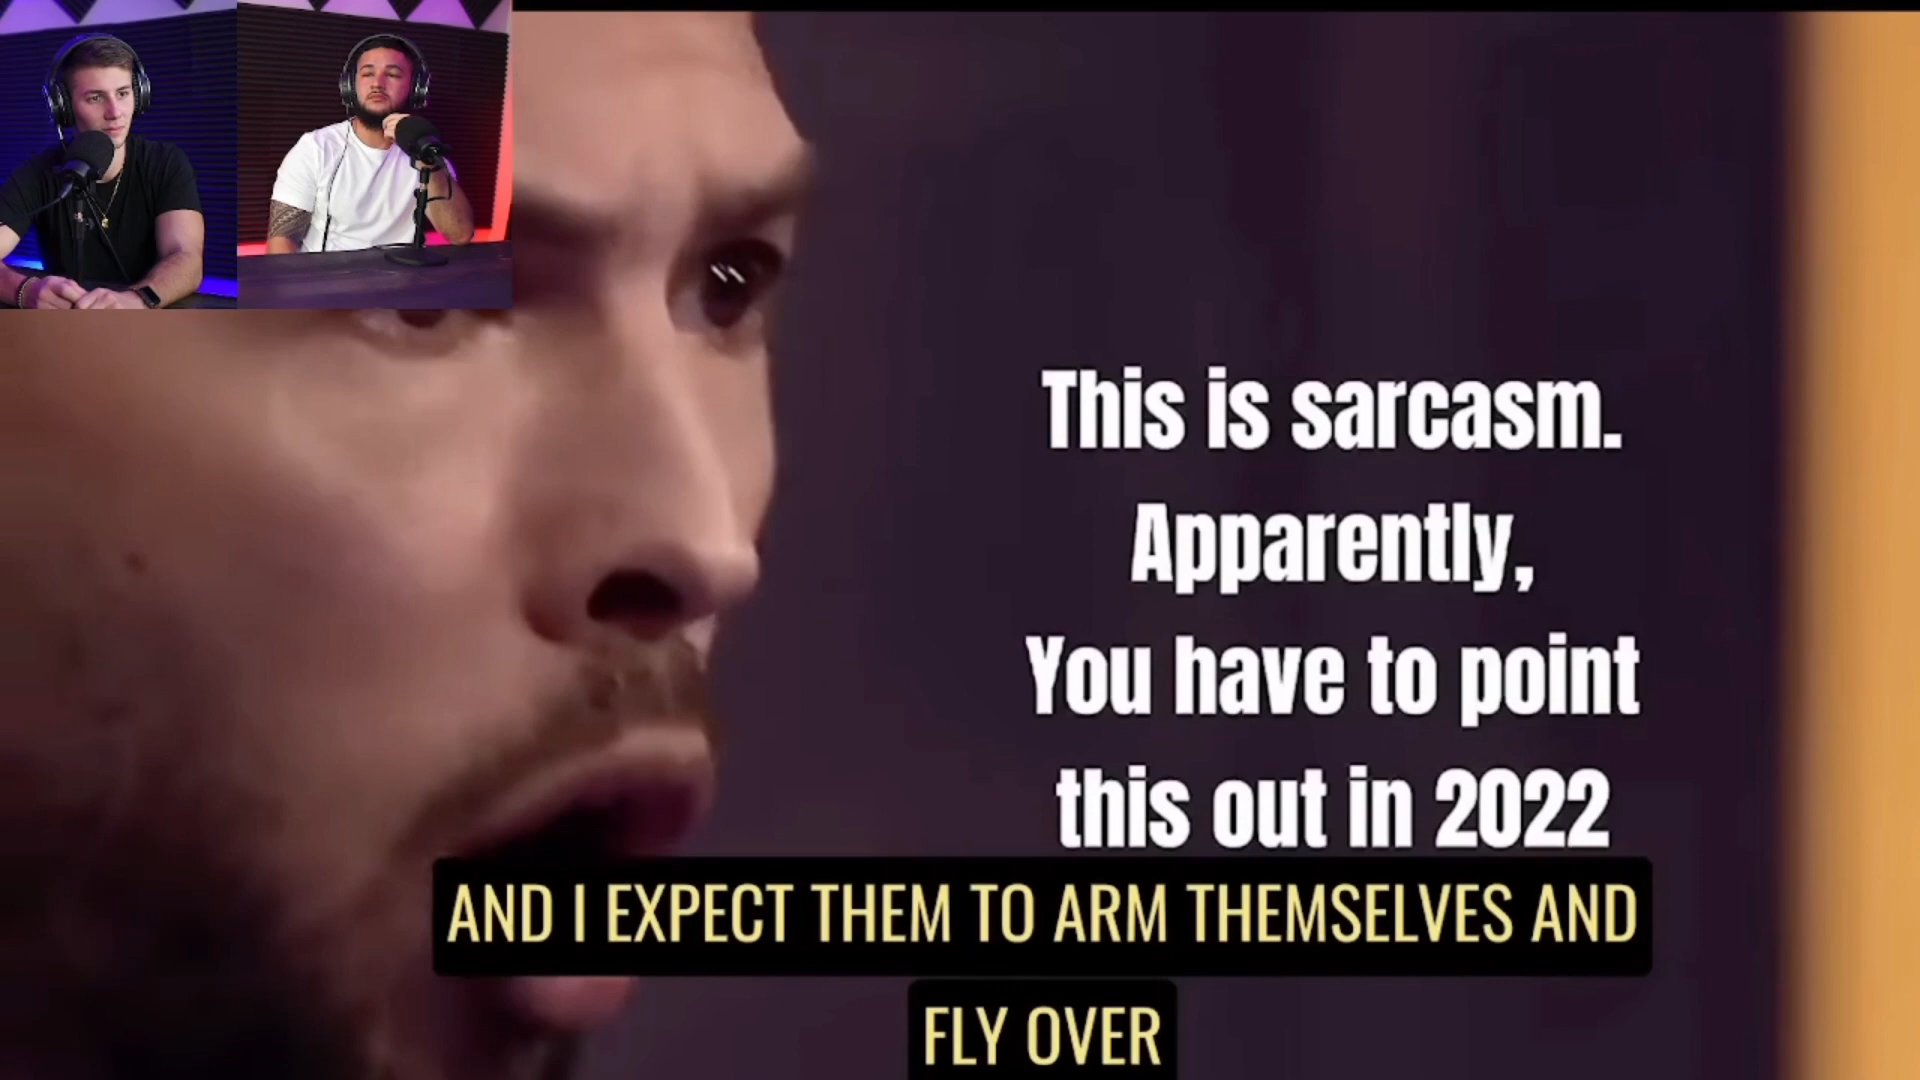 This is sarcasm.
Apparently,
You have to point
this out in 2022
AND I EXPECT THEM TO ARM THEMSELVES AND
FLY OVER